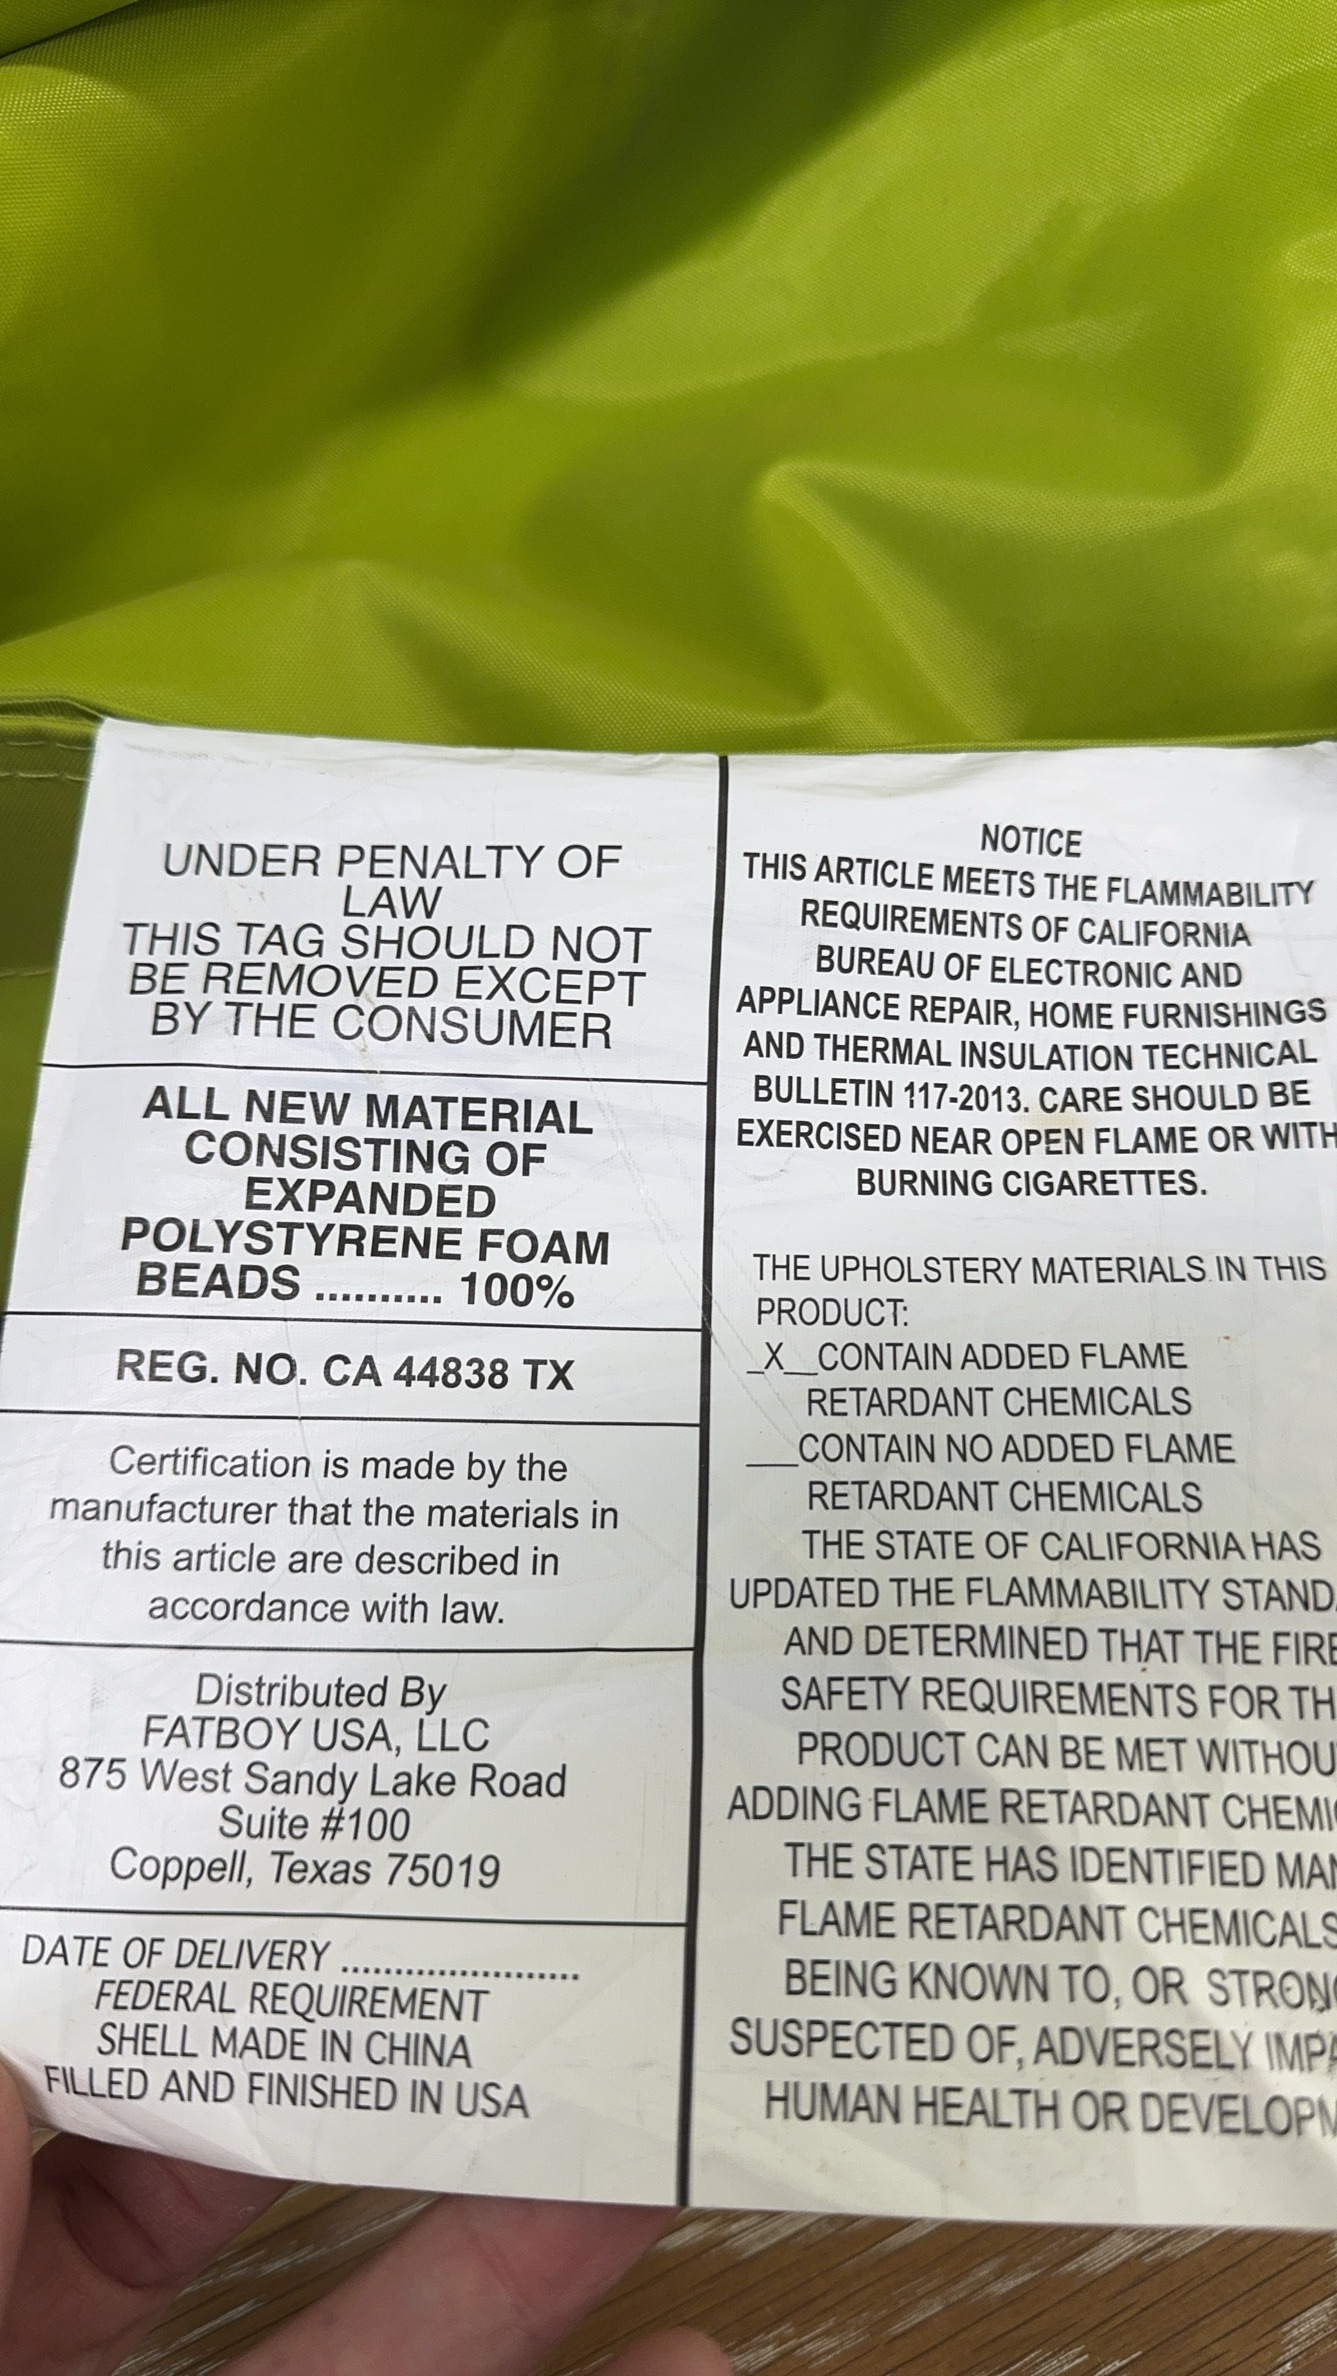 UNDER PENALTY OF
LAW
THIS TAG SHOULD NOT
BE REMOVED EXCEPT
BY THE CONSUMER
ALL NEW MATERIAL
CONSISTING OF
EXPANDED
POLYSTYRENE FOAM
BEADS .......... 100%
REG. NO. CA 44838 TX
Certification is made by the
manufacturer that the materials in
this article are described in
accordance with law.
Distributed By
FATBOY USA, LLC
875 West Sandy Lake Road
Suite #100
Coppell, Texas 75019
DATE OF DELIVERY .......................
FEDERAL REQUIREMENT
SHELL MADE IN CHINA
FILLED AND FINISHED IN USA
NOTICE
THIS ARTICLE MEETS THE FLAMMABILITY
REQUIREMENTS OF CALIFORNIA
BUREAU OF ELECTRONIC AND
APPLIANCE REPAIR, HOME FURNISHINGS
AND THERMAL INSULATION TECHNICAL
BULLETIN 117-2013. CARE SHOULD BE
EXERCISED NEAR OPEN FLAME OR WITH
BURNING CIGARETTES.
THE UPHOLSTERY MATERIALS IN THIS
PRODUCT:
_X__CONTAIN ADDED FLAME
RETARDANT CHEMICALS
___CONTAIN NO ADDED FLAME
RETARDANT CHEMICALS
THE STATE OF CALIFORNIA HAS
UPDATED THE FLAMMABILITY
AND DETERMINED THAT THE FIRE
SAFETY REQUIREMENTS FOR
PRODUCT CAN BE MET
ADDING FLAME RETARDANT
THE STATE HAS IDENTIFIED
FLAME RETARDANT CHEMICALS
BEING KNOWN TO, OR
SUSPECTED OF, ADVERSELY
HUMAN HEALTH OR